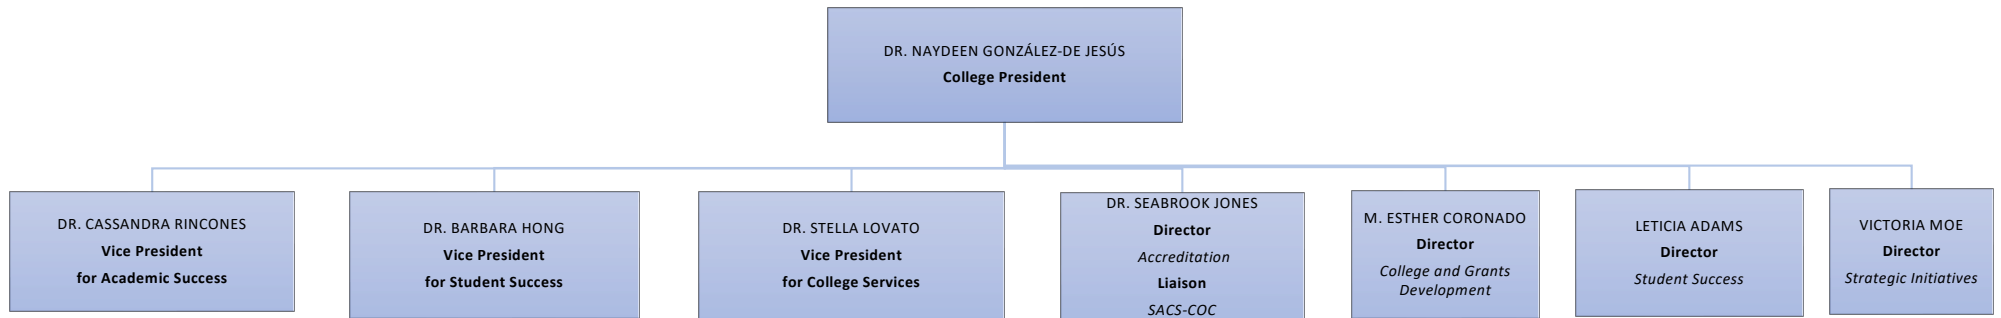 DR. NAYDEEN GONZÁLEZ-DE JESÚS
College President
DR. CASSANDRA RINCONES
Vice President
for Academic Success
DR. BARBARA HONG
Vice President
for Student Success
DR. STELLA LOVATO
Vice President
for College Services
DR. SEABROOK JONES
Director
Accreditation
Liaison
SACS-COC
M. ESTHER CORONADO
Director
College and Grants
Development
LETICIA ADAMS
Director
Student Success
VICTORIA MOE
Director
Strategic Initiatives